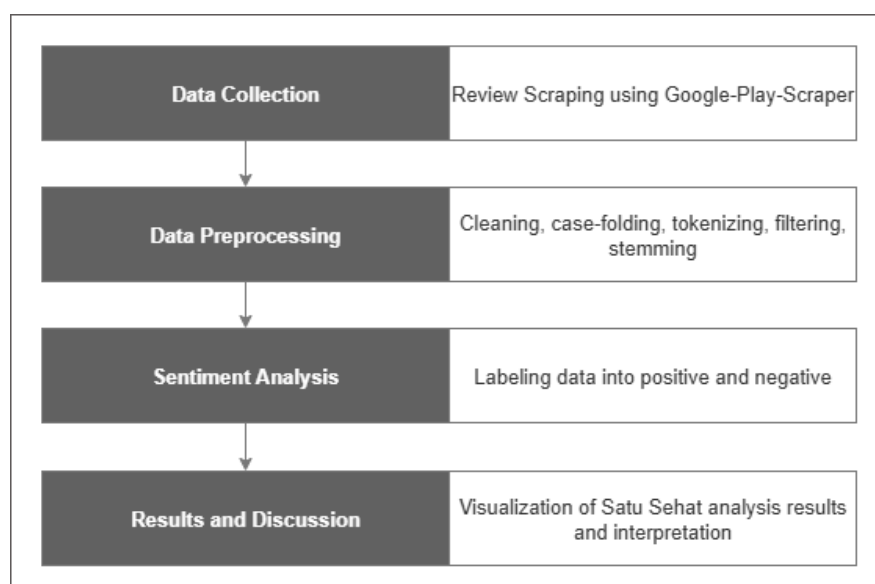 Data Collection
Review Scraping using Google-Play-Scraper
Data Preprocessing
Cleaning, case-folding, tokenizing, filtering,
stemming
Sentiment Analysis
Labeling data into positive and negative
Results and Discussion
Visualization of Satu Sehat analysis results
and interpretation